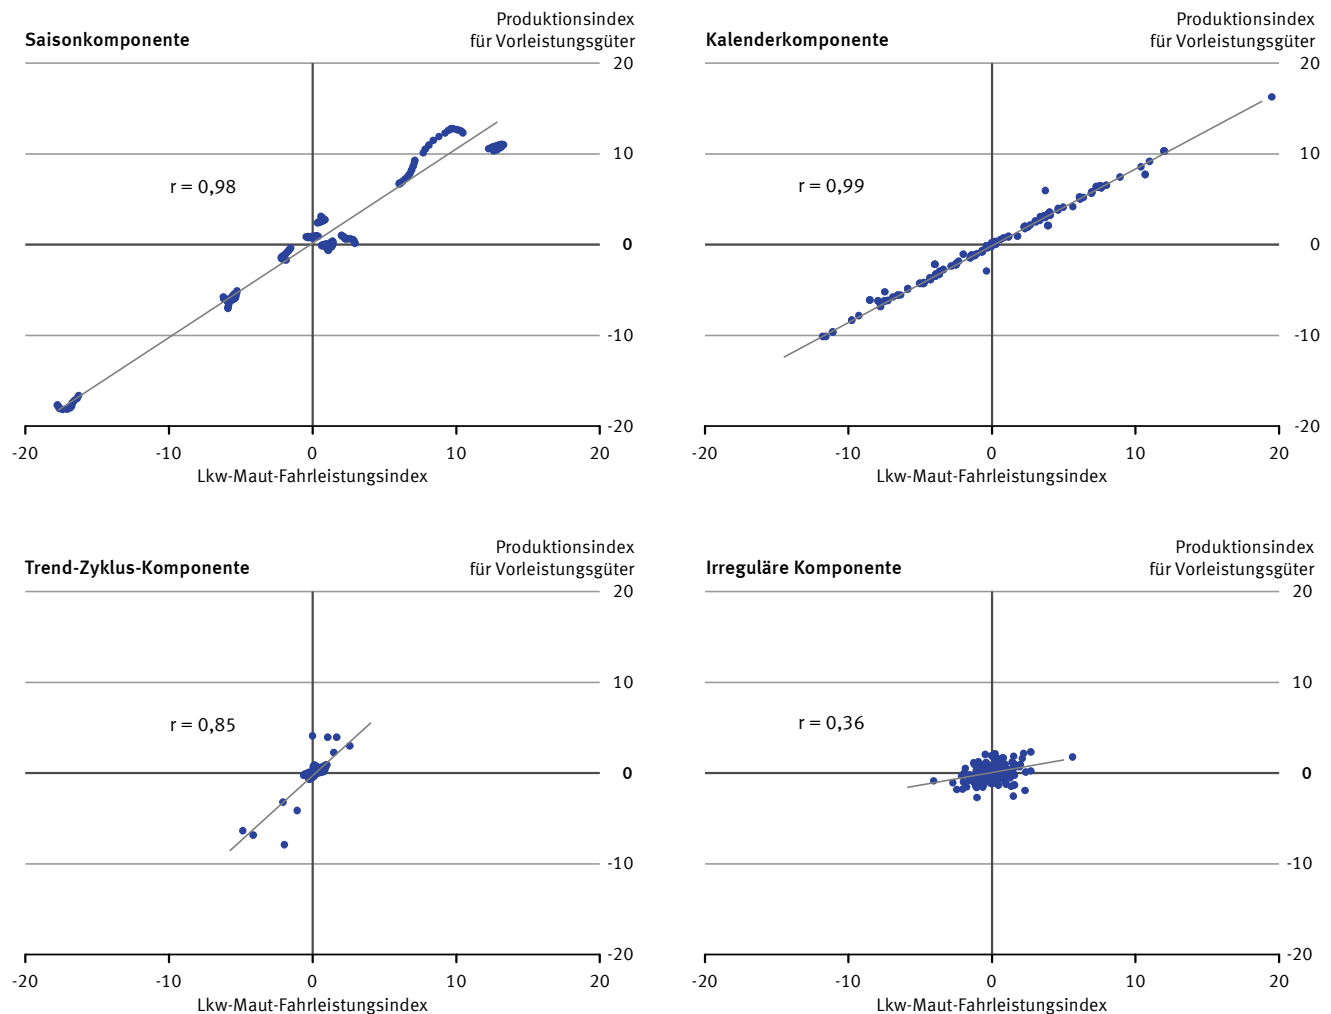 Saisonkomponente
Produktionsindex
für Vorleistungsgüter
20
10
r = 0,98
0
-10
-20
-20 -10 0 10 20
Lkw-Maut-Fahrleistungsindex
Kalenderkomponente
Produktionsindex
für Vorleistungsgüter
20
10
r = 0,99
0
-10
-20
-20 -10 0 10 20
Lkw-Maut-Fahrleistungsindex
Trend-Zyklus-Komponente
Produktionsindex
für Vorleistungsgüter
20
10
r = 0,85
0
-10
-20
-20 -10 0 10 20
Lkw-Maut-Fahrleistungsindex
Irreguläre Komponente
Produktionsindex
für Vorleistungsgüter
20
10
r = 0,36
0
-10
-20
-20 -10 0 10 20
Lkw-Maut-Fahrleistungsindex